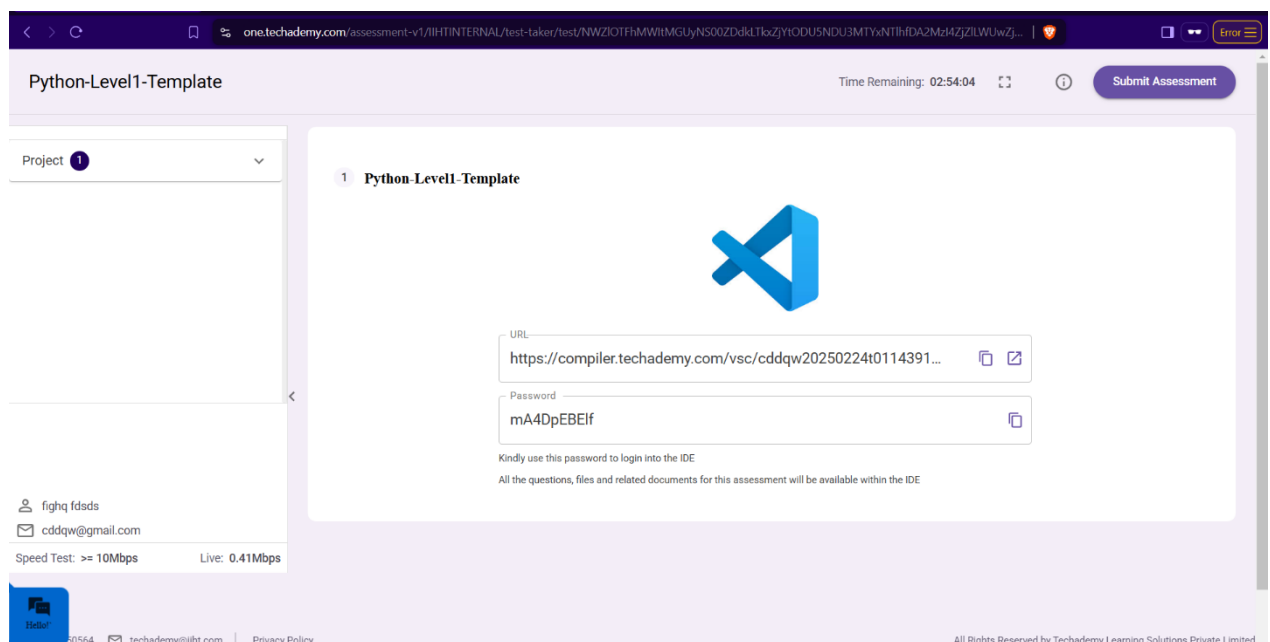 one.techademy.com/assessment-v1/IIHTINTERNAL/test-taker/test/
Error
Python-Level1-Template
Time Remaining: 02:54:04
Submit Assessment
Project 1
1 Python-Level1-Template
URL
https://compiler.techademy.com/vsc/cddqw20250224t0114391...
Password
mA4DpEBElf
Kindly use this password to login into the IDE
All the questions, files and related documents for this assessment will be available within the IDE
fighq fdsds
cddqw@gmail.com
Speed Test: >= 10Mbps Live: 0.41Mbps
Hello!
50564 techademy@iiht.com | Privacy Policy
All Rights Reserved by Techademy Learning Solutions Private Limited